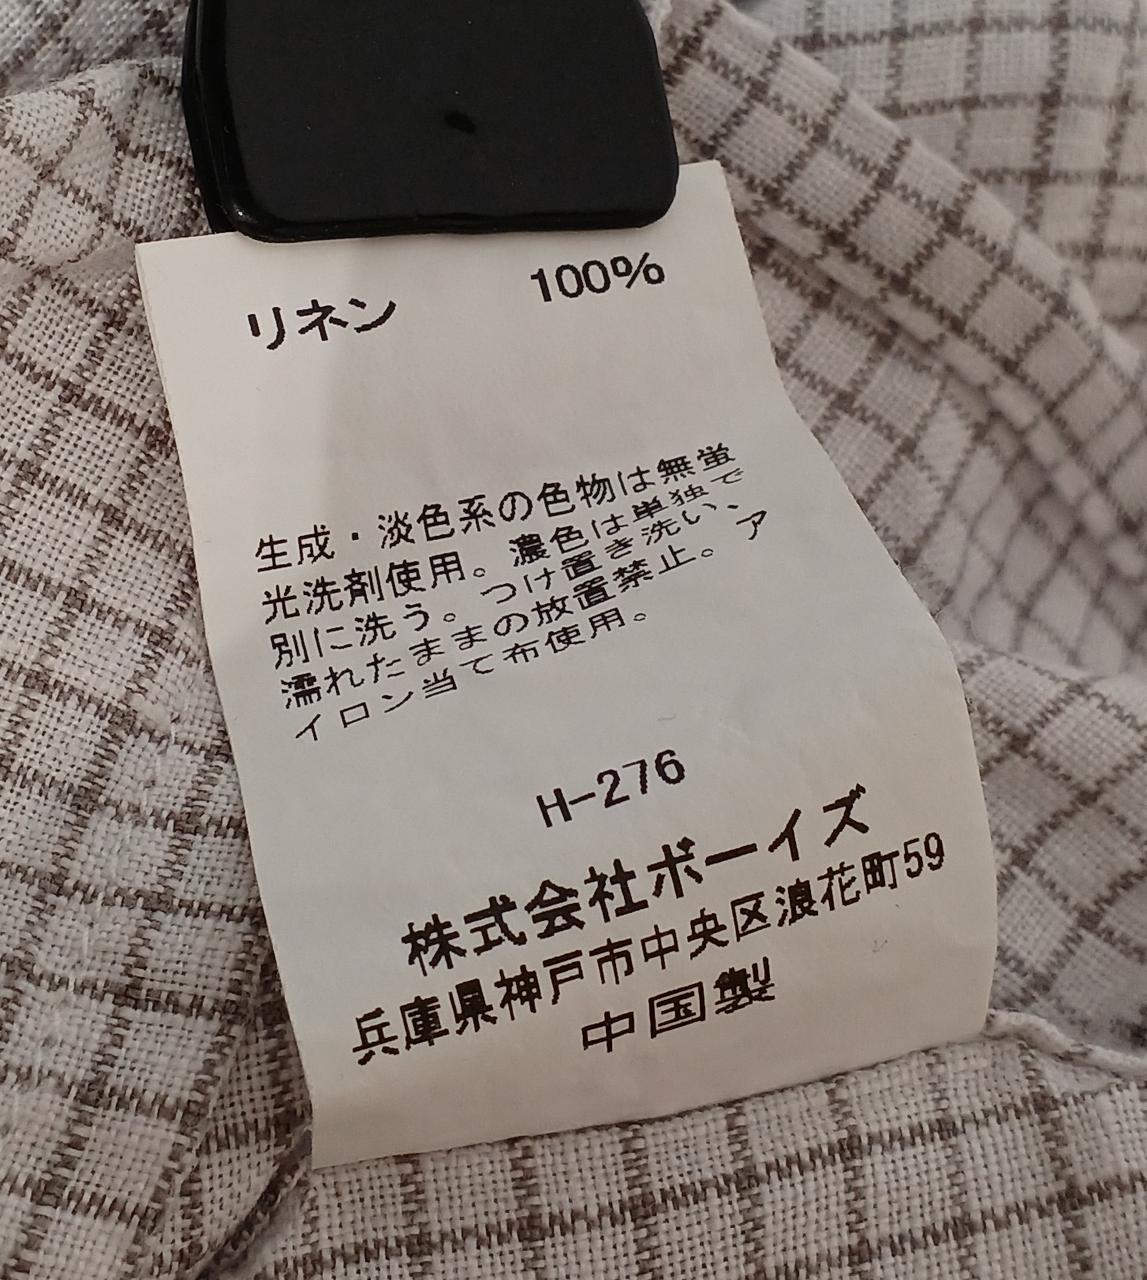 リネン 100%
生成・淡色系の色物は無蛍
光洗剤使用。濃色は単独で
別に洗う。つけ置き洗い、
濡れたままの放置禁止。ア
イロン当て布使用。
H-276
株式会社ボーイズ
兵庫県神戸市中央区浪花町59
中国製